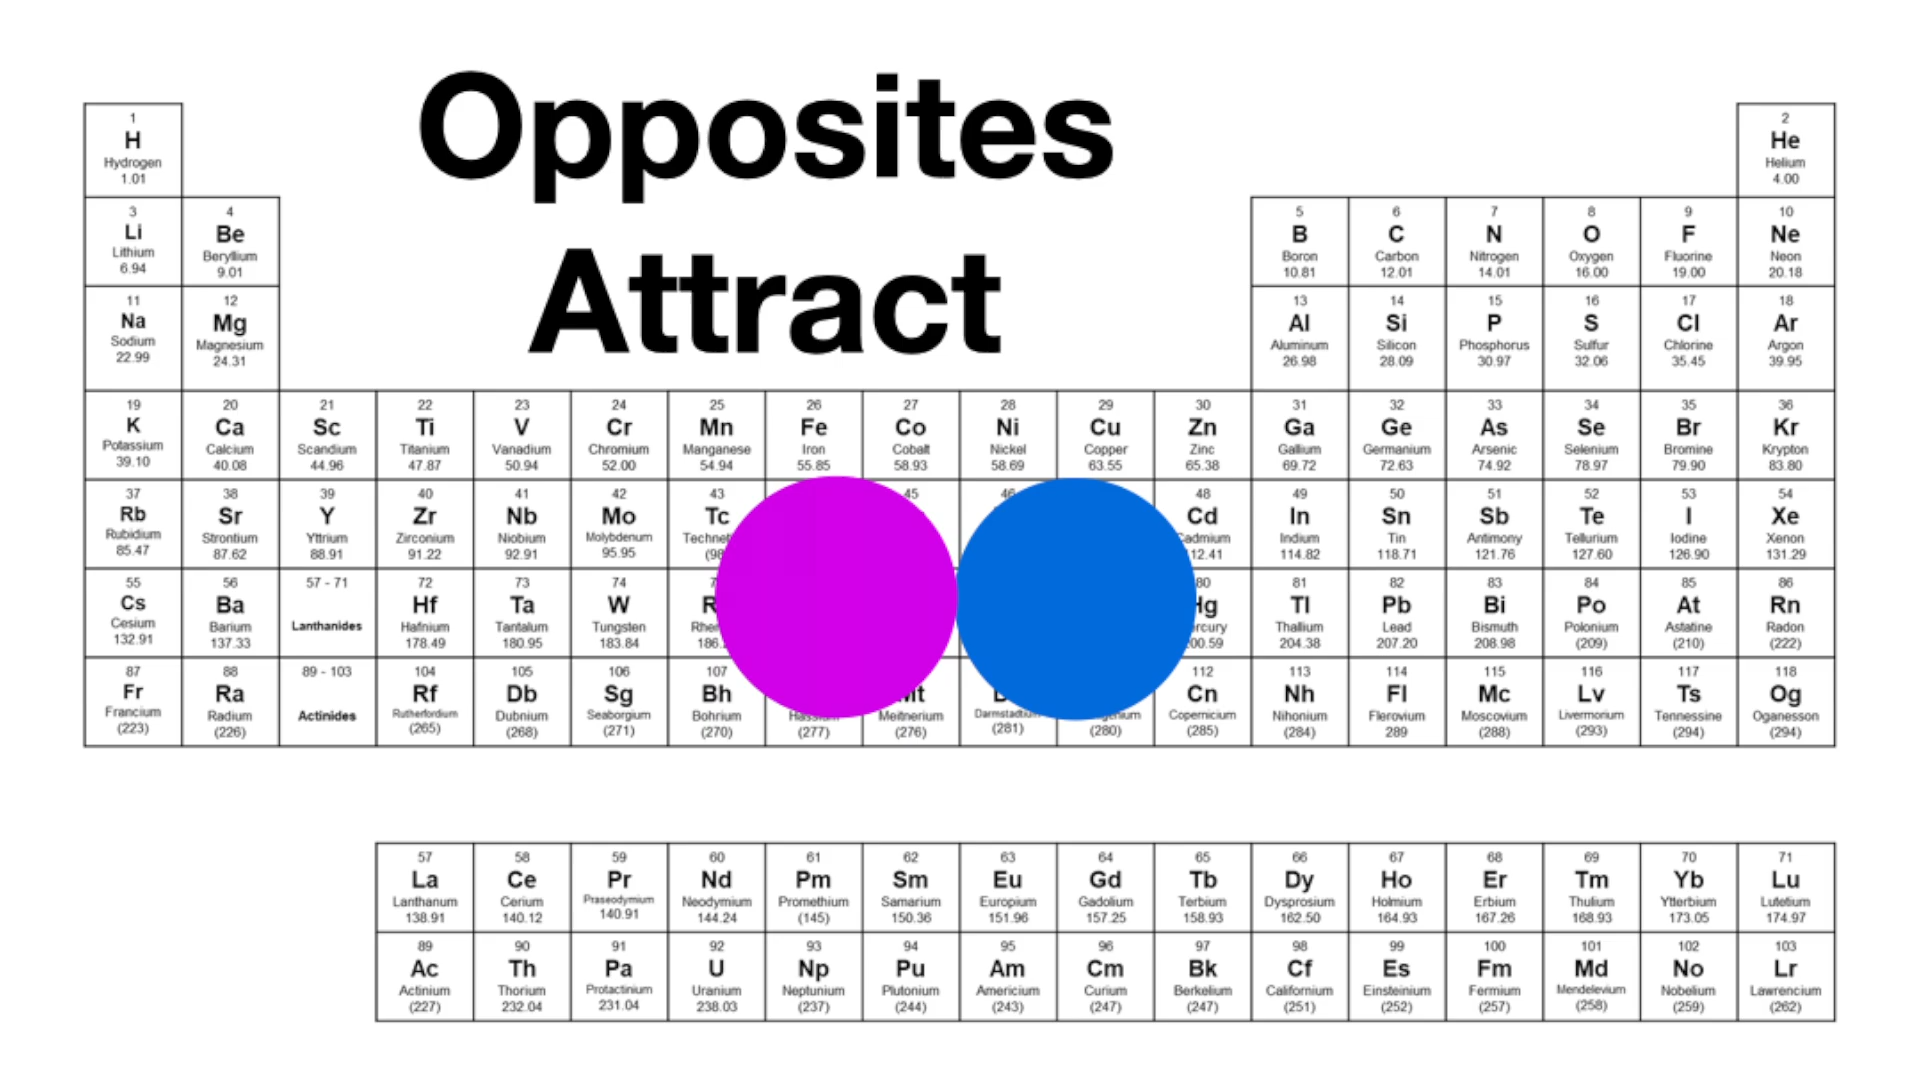 Opposites
Attract
1 2
H He
Hydrogen Helium
1.01 4.00
3 4 5 6 7 8 9 10
Li Be B C N O F Ne
Lithium Beryllium Boron Carbon Nitrogen Oxygen Fluorine Neon
6.94 9.01 10.81 12.01 14.01 16.00 19.00 20.18
11 12 13 14 15 16 17 18
Na Mg Al Si P S Cl Ar
Sodium Magnesium Aluminum Silicon Phosphorus Sulfur Chlorine Argon
22.99 24.31 26.98 28.09 30.97 32.06 35.45 39.95
19 20 21 22 23 24 25 26 27 28 29 30 31 32 33 34 35 36
K Ca Sc Ti V Cr Mn Fe Co Ni Cu Zn Ga Ge As Se Br Kr
Potassium Calcium Scandium Titanium Vanadium Chromium Manganese Iron Cobalt Nickel Copper Zinc Gallium Germanium Arsenic Selenium Bromine Krypton
39.10 40.08 44.96 47.87 50.94 52.00 54.94 55.85 58.93 58.69 63.55 65.38 69.72 72.63 74.92 78.97 79.90 83.80
37 38 39 40 41 42 43 45 46 48 49 50 51 52 53 54
Rb Sr Y Zr Nb Mo Tc Cd In Sn Sb Te I Xe
Rubidium Strontium Yttrium Zirconium Niobium Molybdenum Cadmium Indium Tin Antimony Tellurium Iodine Xenon
85.47 87.62 88.91 91.22 92.91 95.95 114.82 118.71 121.76 127.60 126.90 131.29
55 56 57 - 71 72 73 74 80 81 82 83 84 85 86
Cs Ba Hf Ta W Tl Pb Bi Po At Rn
Cesium Barium Lanthanides Hafnium Tantalum Tungsten Thallium Lead Bismuth Polonium Astatine Radon
132.91 137.33 178.49 180.95 183.84 204.38 207.20 208.98 (209) (210) (222)
87 88 89 - 103 104 105 106 107 112 113 114 115 116 117 118
Fr Ra Rf Db Sg Bh Cn Nh Fl Mc Lv Ts Og
Francium Radium Actinides Rutherfordium Dubnium Seaborgium Bohrium Hassium Meitnerium Darmstadtium Copernicium Nihonium Flerovium Moscovium Livermorium Tennessine Oganesson
(223) (226) (265) (268) (271) (270) (277) (276) (281) (280) (285) (284) 289 (288) (293) (294) (294)
57 58 59 60 61 62 63 64 65 66 67 68 69 70 71
La Ce Pr Nd Pm Sm Eu Gd Tb Dy Ho Er Tm Yb Lu
Lanthanum Cerium Praseodymium Neodymium Promethium Samarium Europium Gadolium Terbium Dysprosium Holmium Erbium Thulium Ytterbium Lutetium
138.91 140.12 140.91 144.24 (145) 150.36 151.96 157.25 158.93 162.50 164.93 167.26 168.93 173.05 174.97
89 90 91 92 93 94 95 96 97 98 99 100 101 102 103
Ac Th Pa U Np Pu Am Cm Bk Cf Es Fm Md No Lr
Actinium Thorium Protactinium Uranium Neptunium Plutonium Americium Curium Berkelium Californium Einsteinium Fermium Mendelevium Nobelium Lawrencium
(227) 232.04 231.04 238.03 (237) (244) (243) (247) (247) (251) (252) (257) (258) (259) (262)